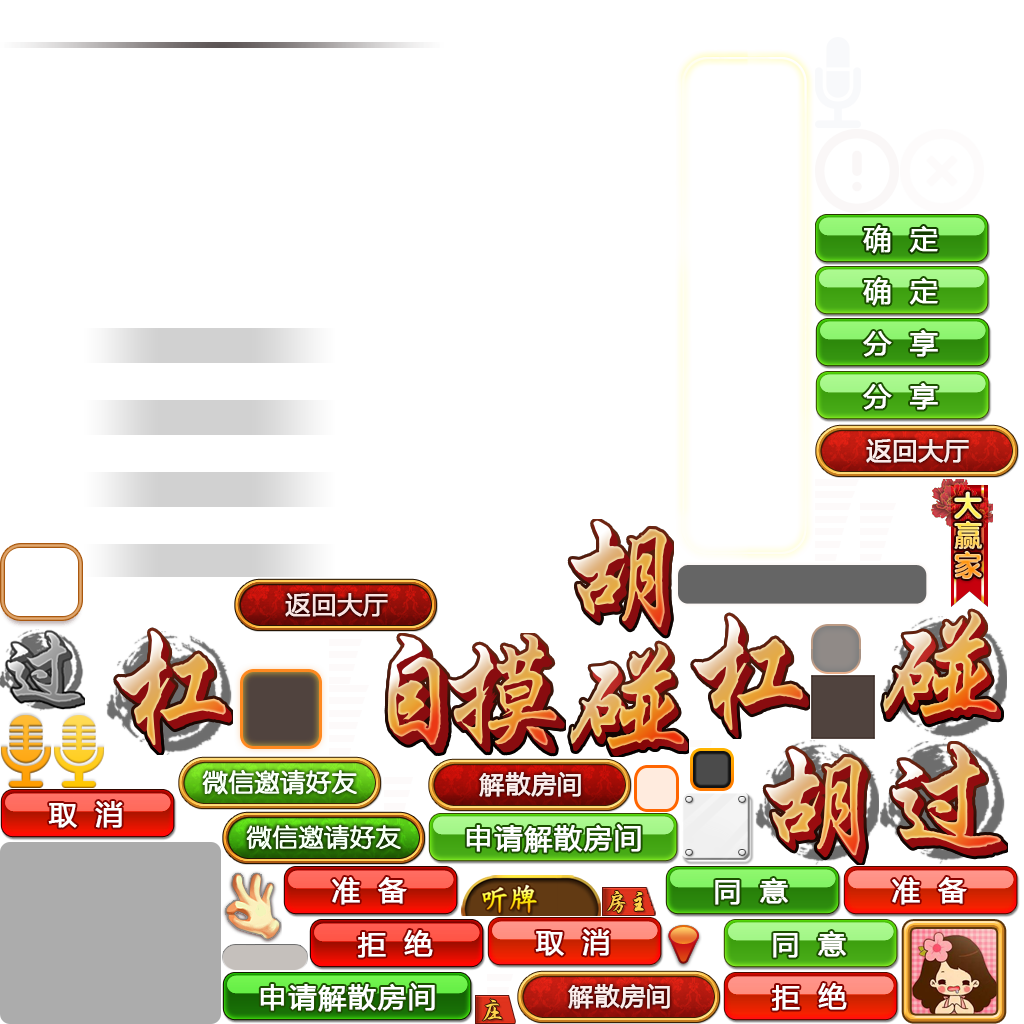 确 定
确 定
分 享
分 享
返回大厅
大赢家
胡
返回大厅
过
杠
自摸
碰
杠
碰
微信邀请好友
解散房间
胡
过
取 消
微信邀请好友
申请解散房间
准 备
听牌
房主
同 意
准 备
拒 绝
取 消
同 意
申请解散房间
庄
解散房间
拒 绝